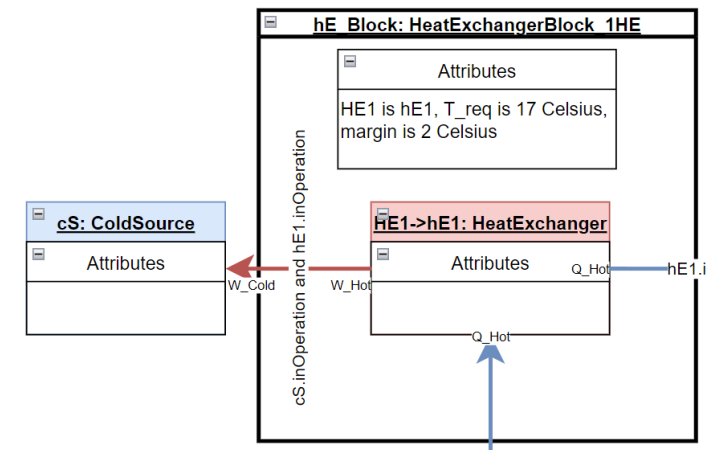 hE_Block: HeatExchangerBlock_1HE
Attributes
HE1 is hE1, T_req is 17 Celsius,
margin is 2 Celsius
cS.inOperation and hE1.inOperation
cS: ColdSource
Attributes
W_Cold
HE1->hE1: HeatExchanger
Attributes
W_Hot
Q_Hot
hE1.i
Q_Hot